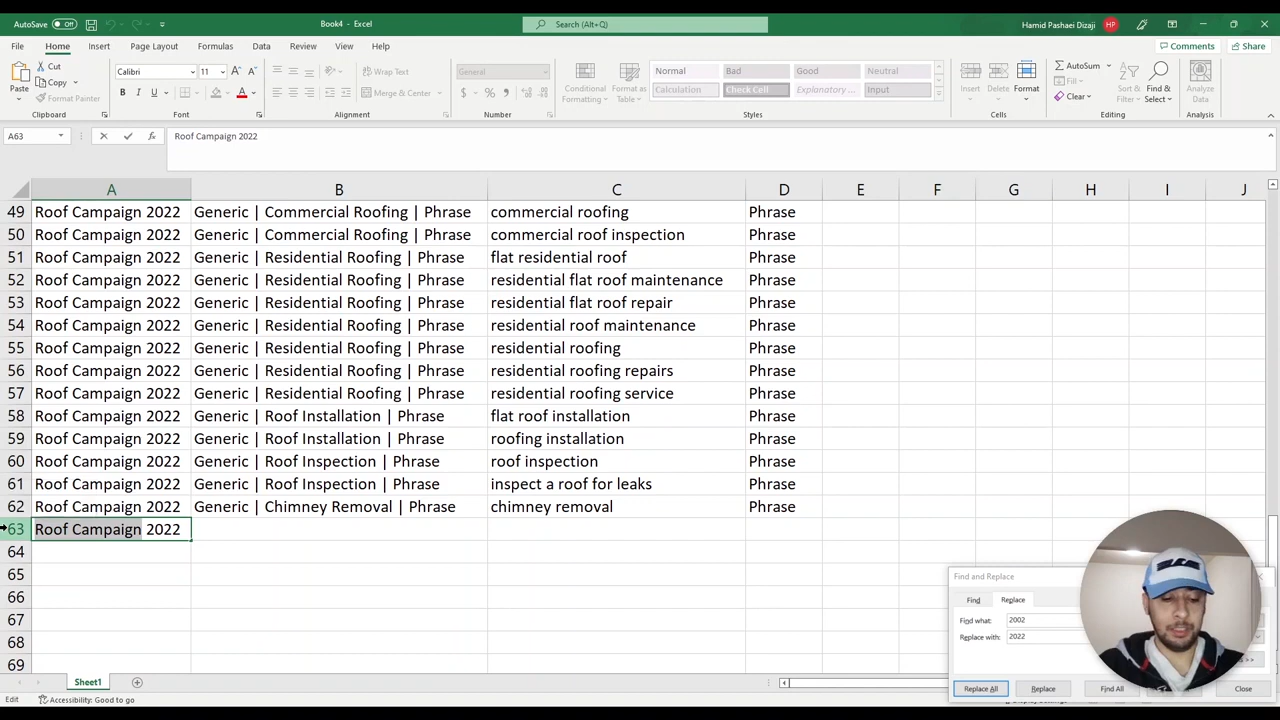 AutoSave Off Book4 - Excel Search (Alt+Q) Hamid Pashaei Dizaji HP
File Home Insert Page Layout Formulas Data Review View Help Comments Share
Paste Cut Copy Format Painter Clipboard
Calibri 11 B I U Font
Wrap Text Merge & Center Alignment
General $ % Number
Conditional Formatting Format as Table
Normal Bad Good Neutral
Calculation Check Cell Explanatory ... Input
Styles
Insert Delete Format Cells
AutoSum Fill Clear Sort & Filter Find & Select Editing
Analyze Data Analysis
A63 fx Roof Campaign 2022
A B C D E F G H I J
49 Roof Campaign 2022 Generic | Commercial Roofing | Phrase commercial roofing Phrase
50 Roof Campaign 2022 Generic | Commercial Roofing | Phrase commercial roof inspection Phrase
51 Roof Campaign 2022 Generic | Residential Roofing | Phrase flat residential roof Phrase
52 Roof Campaign 2022 Generic | Residential Roofing | Phrase residential flat roof maintenance Phrase
53 Roof Campaign 2022 Generic | Residential Roofing | Phrase residential flat roof repair Phrase
54 Roof Campaign 2022 Generic | Residential Roofing | Phrase residential roof maintenance Phrase
55 Roof Campaign 2022 Generic | Residential Roofing | Phrase residential roofing Phrase
56 Roof Campaign 2022 Generic | Residential Roofing | Phrase residential roofing repairs Phrase
57 Roof Campaign 2022 Generic | Residential Roofing | Phrase residential roofing service Phrase
58 Roof Campaign 2022 Generic | Roof Installation | Phrase flat roof installation Phrase
59 Roof Campaign 2022 Generic | Roof Installation | Phrase roofing installation Phrase
60 Roof Campaign 2022 Generic | Roof Inspection | Phrase roof inspection Phrase
61 Roof Campaign 2022 Generic | Roof Inspection | Phrase inspect a roof for leaks Phrase
62 Roof Campaign 2022 Generic | Chimney Removal | Phrase chimney removal Phrase
63 Roof Campaign 2022
64
65
66
67
68
69
Find and Replace
Find Replace
Find what: 2002
Replace with: 2022
>>
Replace All Replace Find All Close
Sheet1
Edit Accessibility: Good to go